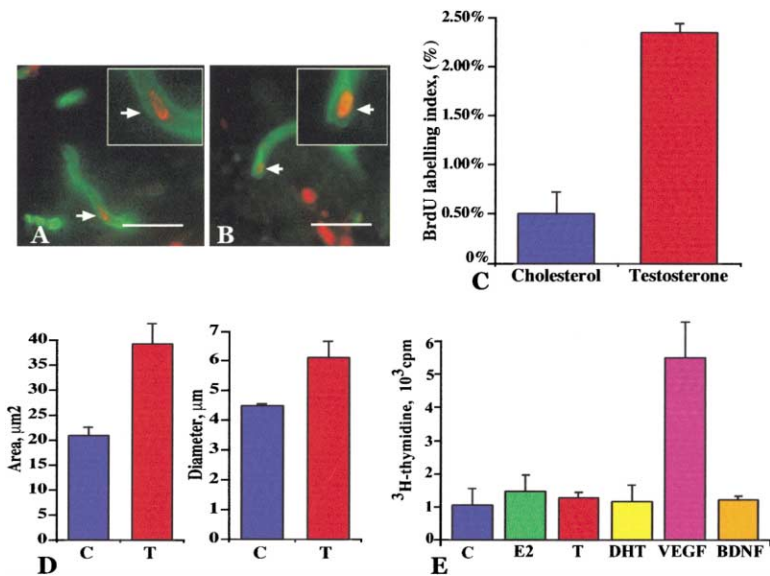 A
B
BrdU labelling index, (%)
2.50%
2.00%
1.50%
1.00%
0.50%
0%
Cholesterol
Testosterone
C
Area, μm2
40
35
30
25
20
15
10
5
0
C
T
D
Diameter, μm
7
6
5
4
3
2
1
0
C
T
³H-thymidine, 10³cpm
6
5
4
3
2
1
0
C
E2
T
DHT
VEGF
BDNF
E